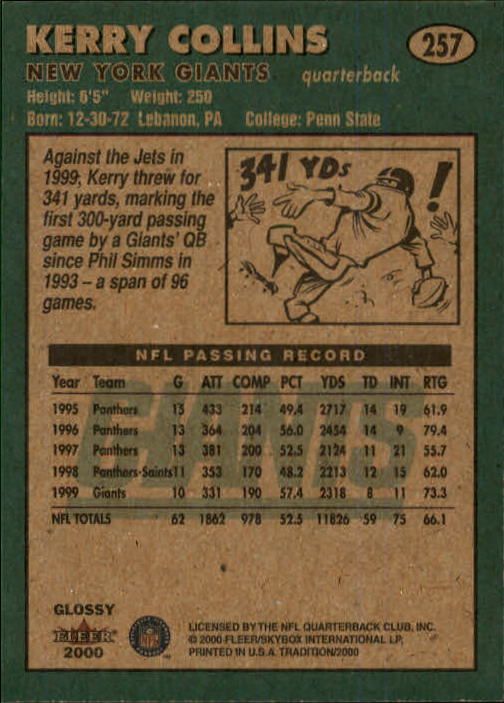 KERRY COLLINS
257
NEW YORK GIANTS quarterback
Height: 6'5" Weight: 250
Born: 12-30-72 Lebanon, PA College: Penn State
Against the Jets in
1999, Kerry threw for
341 yards, marking the
first 300-yard passing
game by a Giants' QB
since Phil Simms in
1993 – a span of 96
games.
341 YDS !
NFL PASSING RECORD
Year Team G ATT COMP PCT YDS TD INT RTG
1995 Panthers 15 433 214 49.4 2717 14 19 61.9
1996 Panthers 13 364 204 56.0 2454 14 9 79.4
1997 Panthers 13 381 200 52.5 2124 11 21 55.7
1998 Panthers-Saints 11 353 170 48.2 2213 12 15 62.0
1999 Giants 10 331 190 57.4 2318 8 11 73.3
NFL TOTALS 62 1862 978 52.5 11826 59 75 66.1
GIANTS
GLOSSY
FLEER
2000
NFL
LICENSED BY THE NFL QUARTERBACK CLUB, INC.
© 2000 FLEER/SKYBOX INTERNATIONAL LP,
PRINTED IN U.S.A. TRADITION/2000